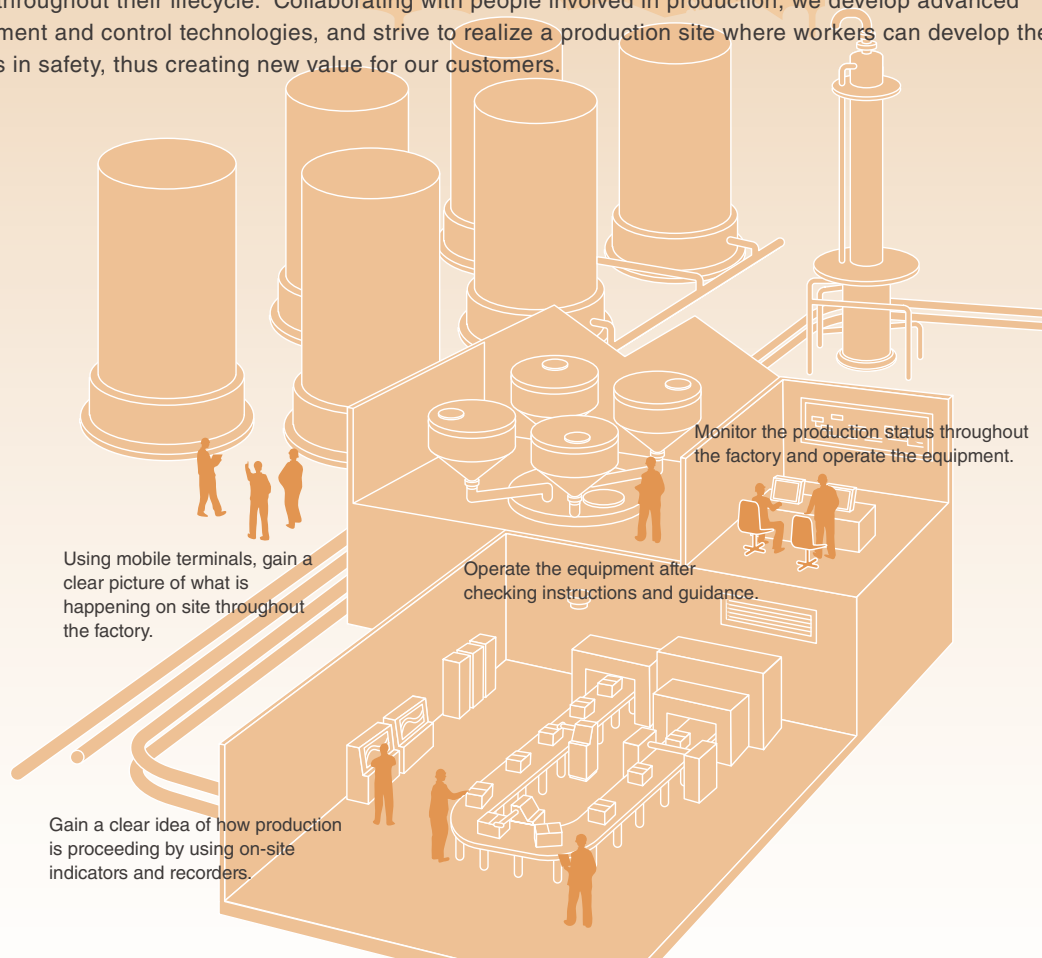 throughout their lifecycle. Collaborating with people involved in production, we develop advanced
ment and control technologies, and strive to realize a production site where workers can develop the
s in safety, thus creating new value for our customers.
Monitor the production status throughout
the factory and operate the equipment.
Using mobile terminals, gain a
clear picture of what is
happening on site throughout
the factory.
Operate the equipment after
checking instructions and guidance.
Gain a clear idea of how production
is proceeding by using on-site
indicators and recorders.